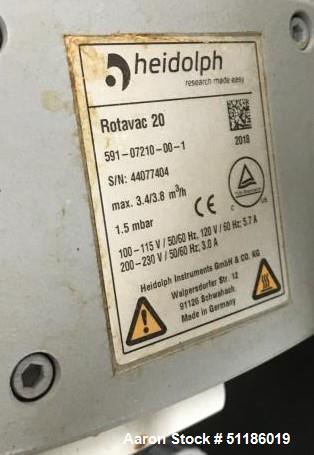 heidolph
research made easy
Rotavac 20
591-07210-00-1
2018
S/N: 44077404
max. 3.4/3.8 m³/h
1.5 mbar
CE
C US
100-115 V / 50/60 Hz, 120 V / 60 Hz; 5.7 A
200-230 V / 50/60 Hz; 3.0 A
Heidolph Instruments GmbH & CO. KG
Walpersdorfer Str. 12
91126 Schwabach
Made in Germany
Aaron Stock # 51186019